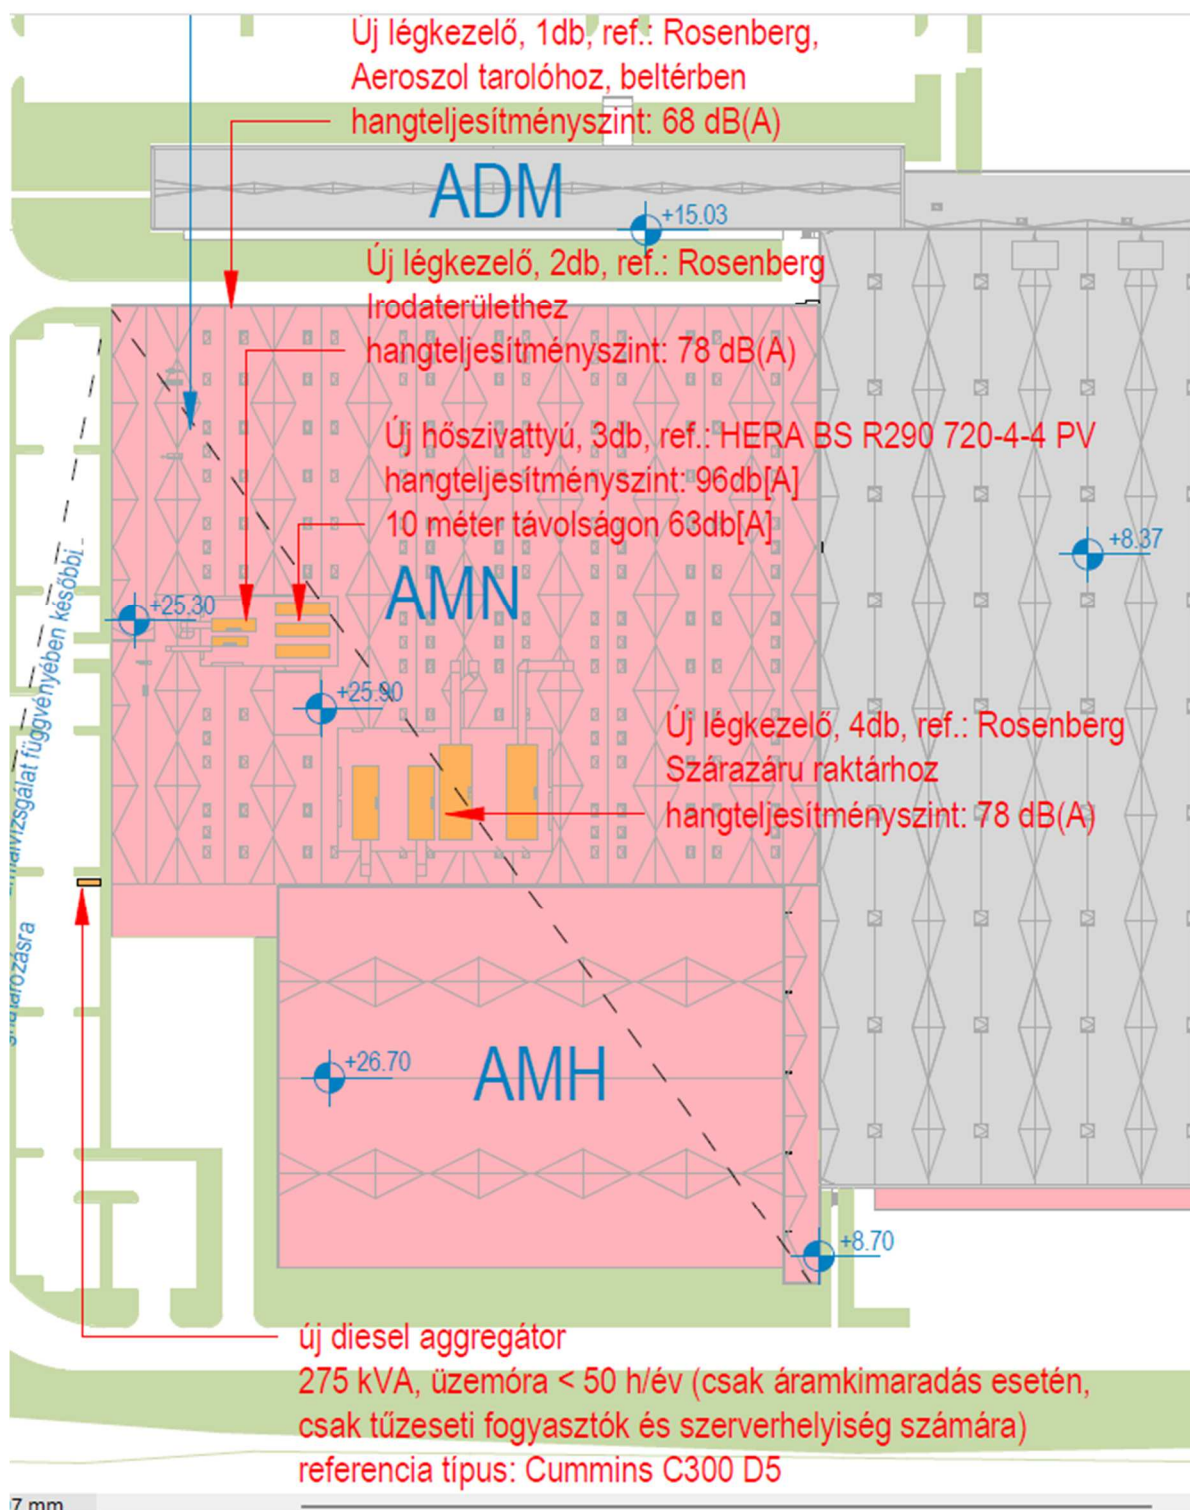 Új légkezelő, 1db, ref.: Rosenberg,
Aeroszol tarolóhoz, beltérben
hangteljesítményszint: 68 dB(A)
ADM
+15.03
Új légkezelő, 2db, ref.: Rosenberg
Irodaterülethez
hangteljesítményszint: 78 dB(A)
Új hőszivattyú, 3db, ref.: HERA BS R290 720-4-4 PV
hangteljesítményszint: 96db[A]
10 méter távolságon 63db[A]
+8.37
AMN
+25.30
+25.90
függvényében későbbi
Új légkezelő, 4db, ref.: Rosenberg
Szárazáru raktárhoz
hangteljesítményszint: 78 dB(A)
+26.70
AMH
+8.70
új diesel aggregátor
275 kVA, üzemóra < 50 h/év (csak áramkimaradás esetén,
csak tűzeseti fogyasztók és szerverhelyiség számára)
referencia típus: Cummins C300 D5
7 mm